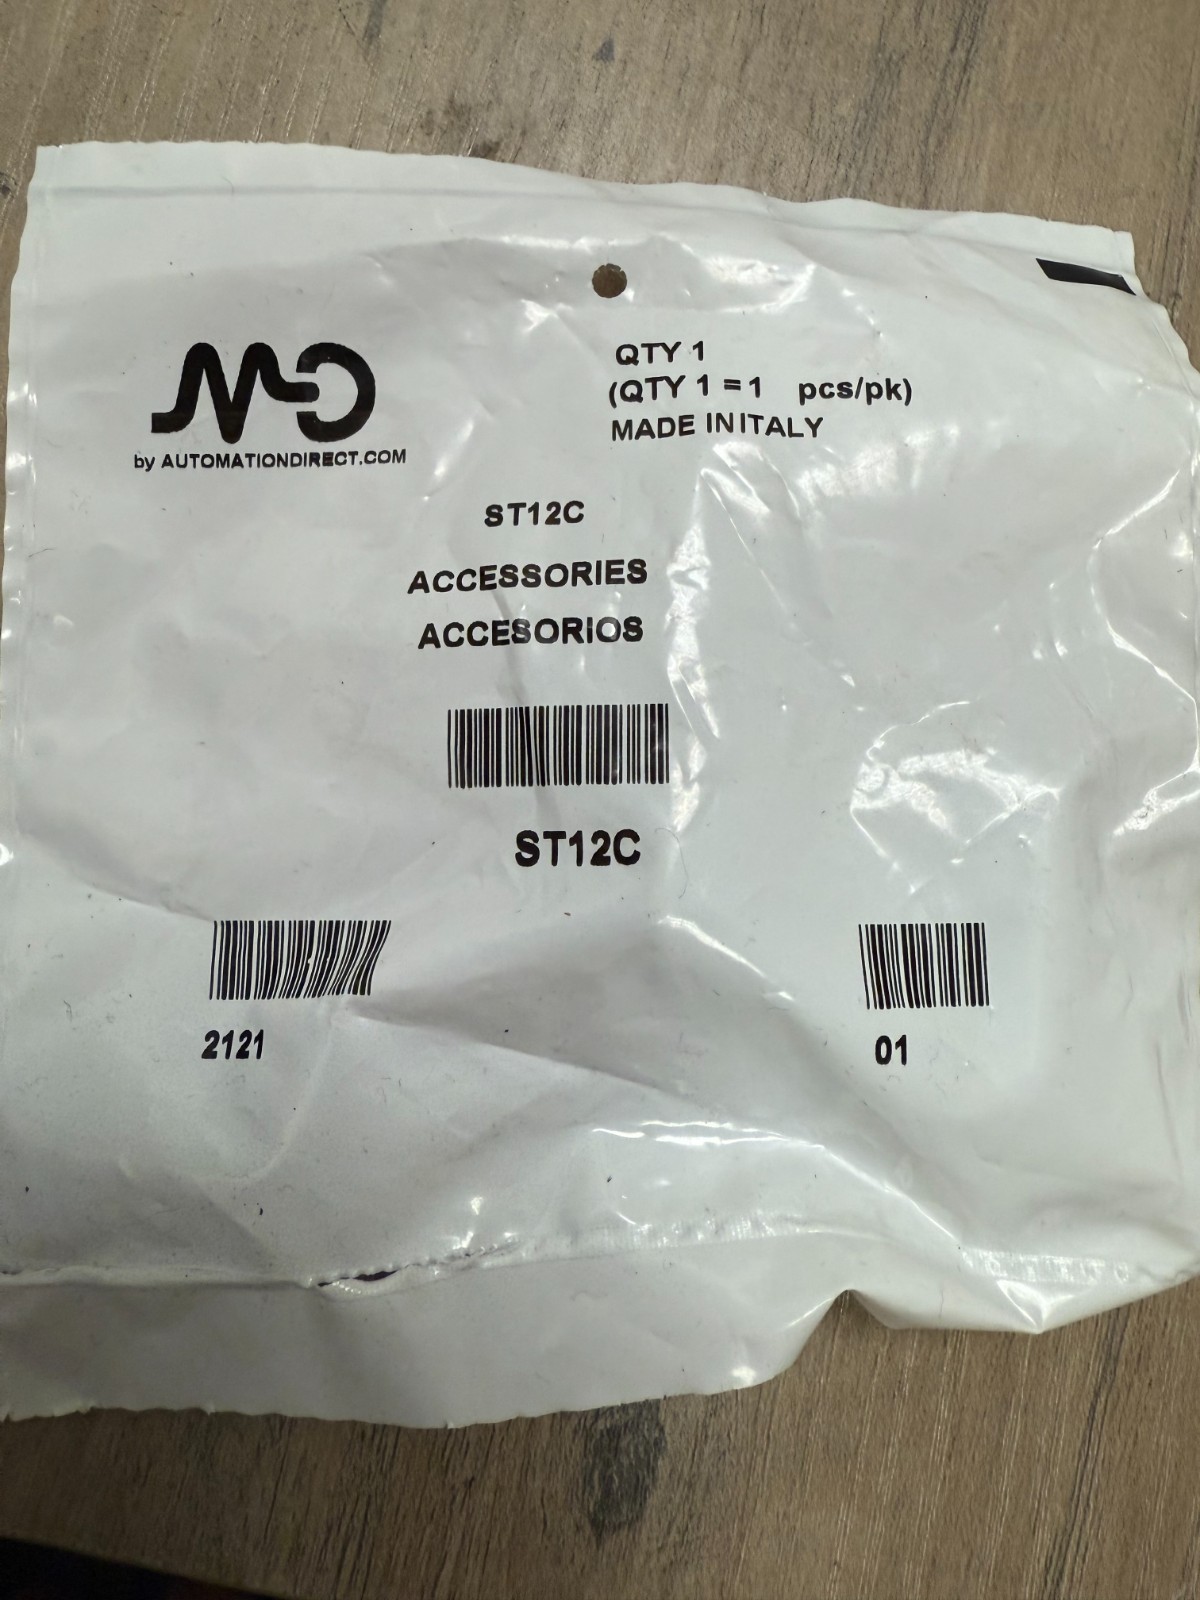 by AUTOMATIONDIRECT.COM
QTY 1
(QTY 1 = 1 pcs/pk)
MADE IN ITALY
ST12C
ACCESSORIES
ACCESORIOS
ST12C
2121
01